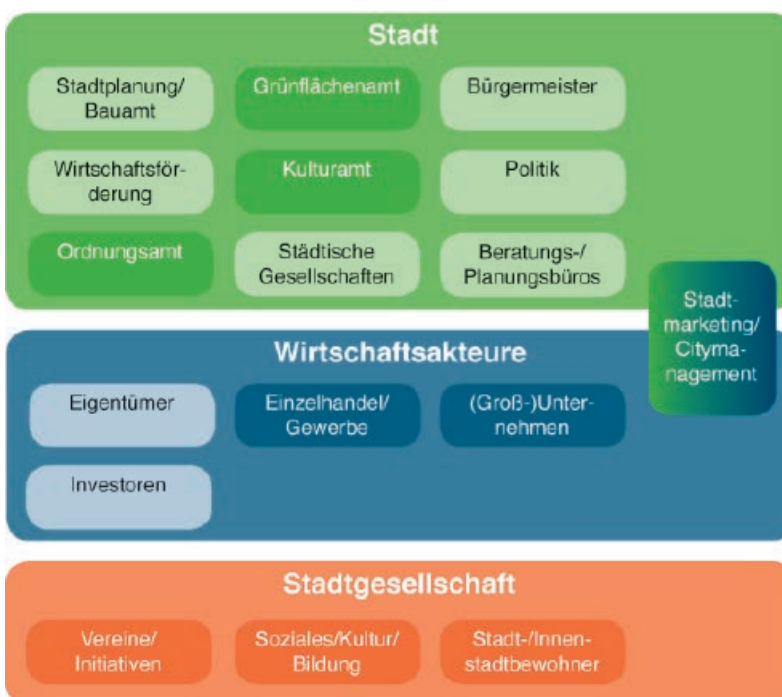 Stadt
Stadtplanung/
Bauamt
Grünflächenamt
Bürgermeister
Wirtschaftsför-
derung
Kulturamt
Politik
Ordnungsamt
Städtische
Gesellschaften
Beratungs-/
Planungsbüros
Stadt-
marketing/
Cityma-
nagement
Wirtschaftsakteure
Eigentümer
Einzelhandel/
Gewerbe
(Groß-)Unter-
nehmen
Investoren
Stadtgesellschaft
Vereine/
Initiativen
Soziales/Kultur/
Bildung
Stadt-/Innen-
stadtbewohner